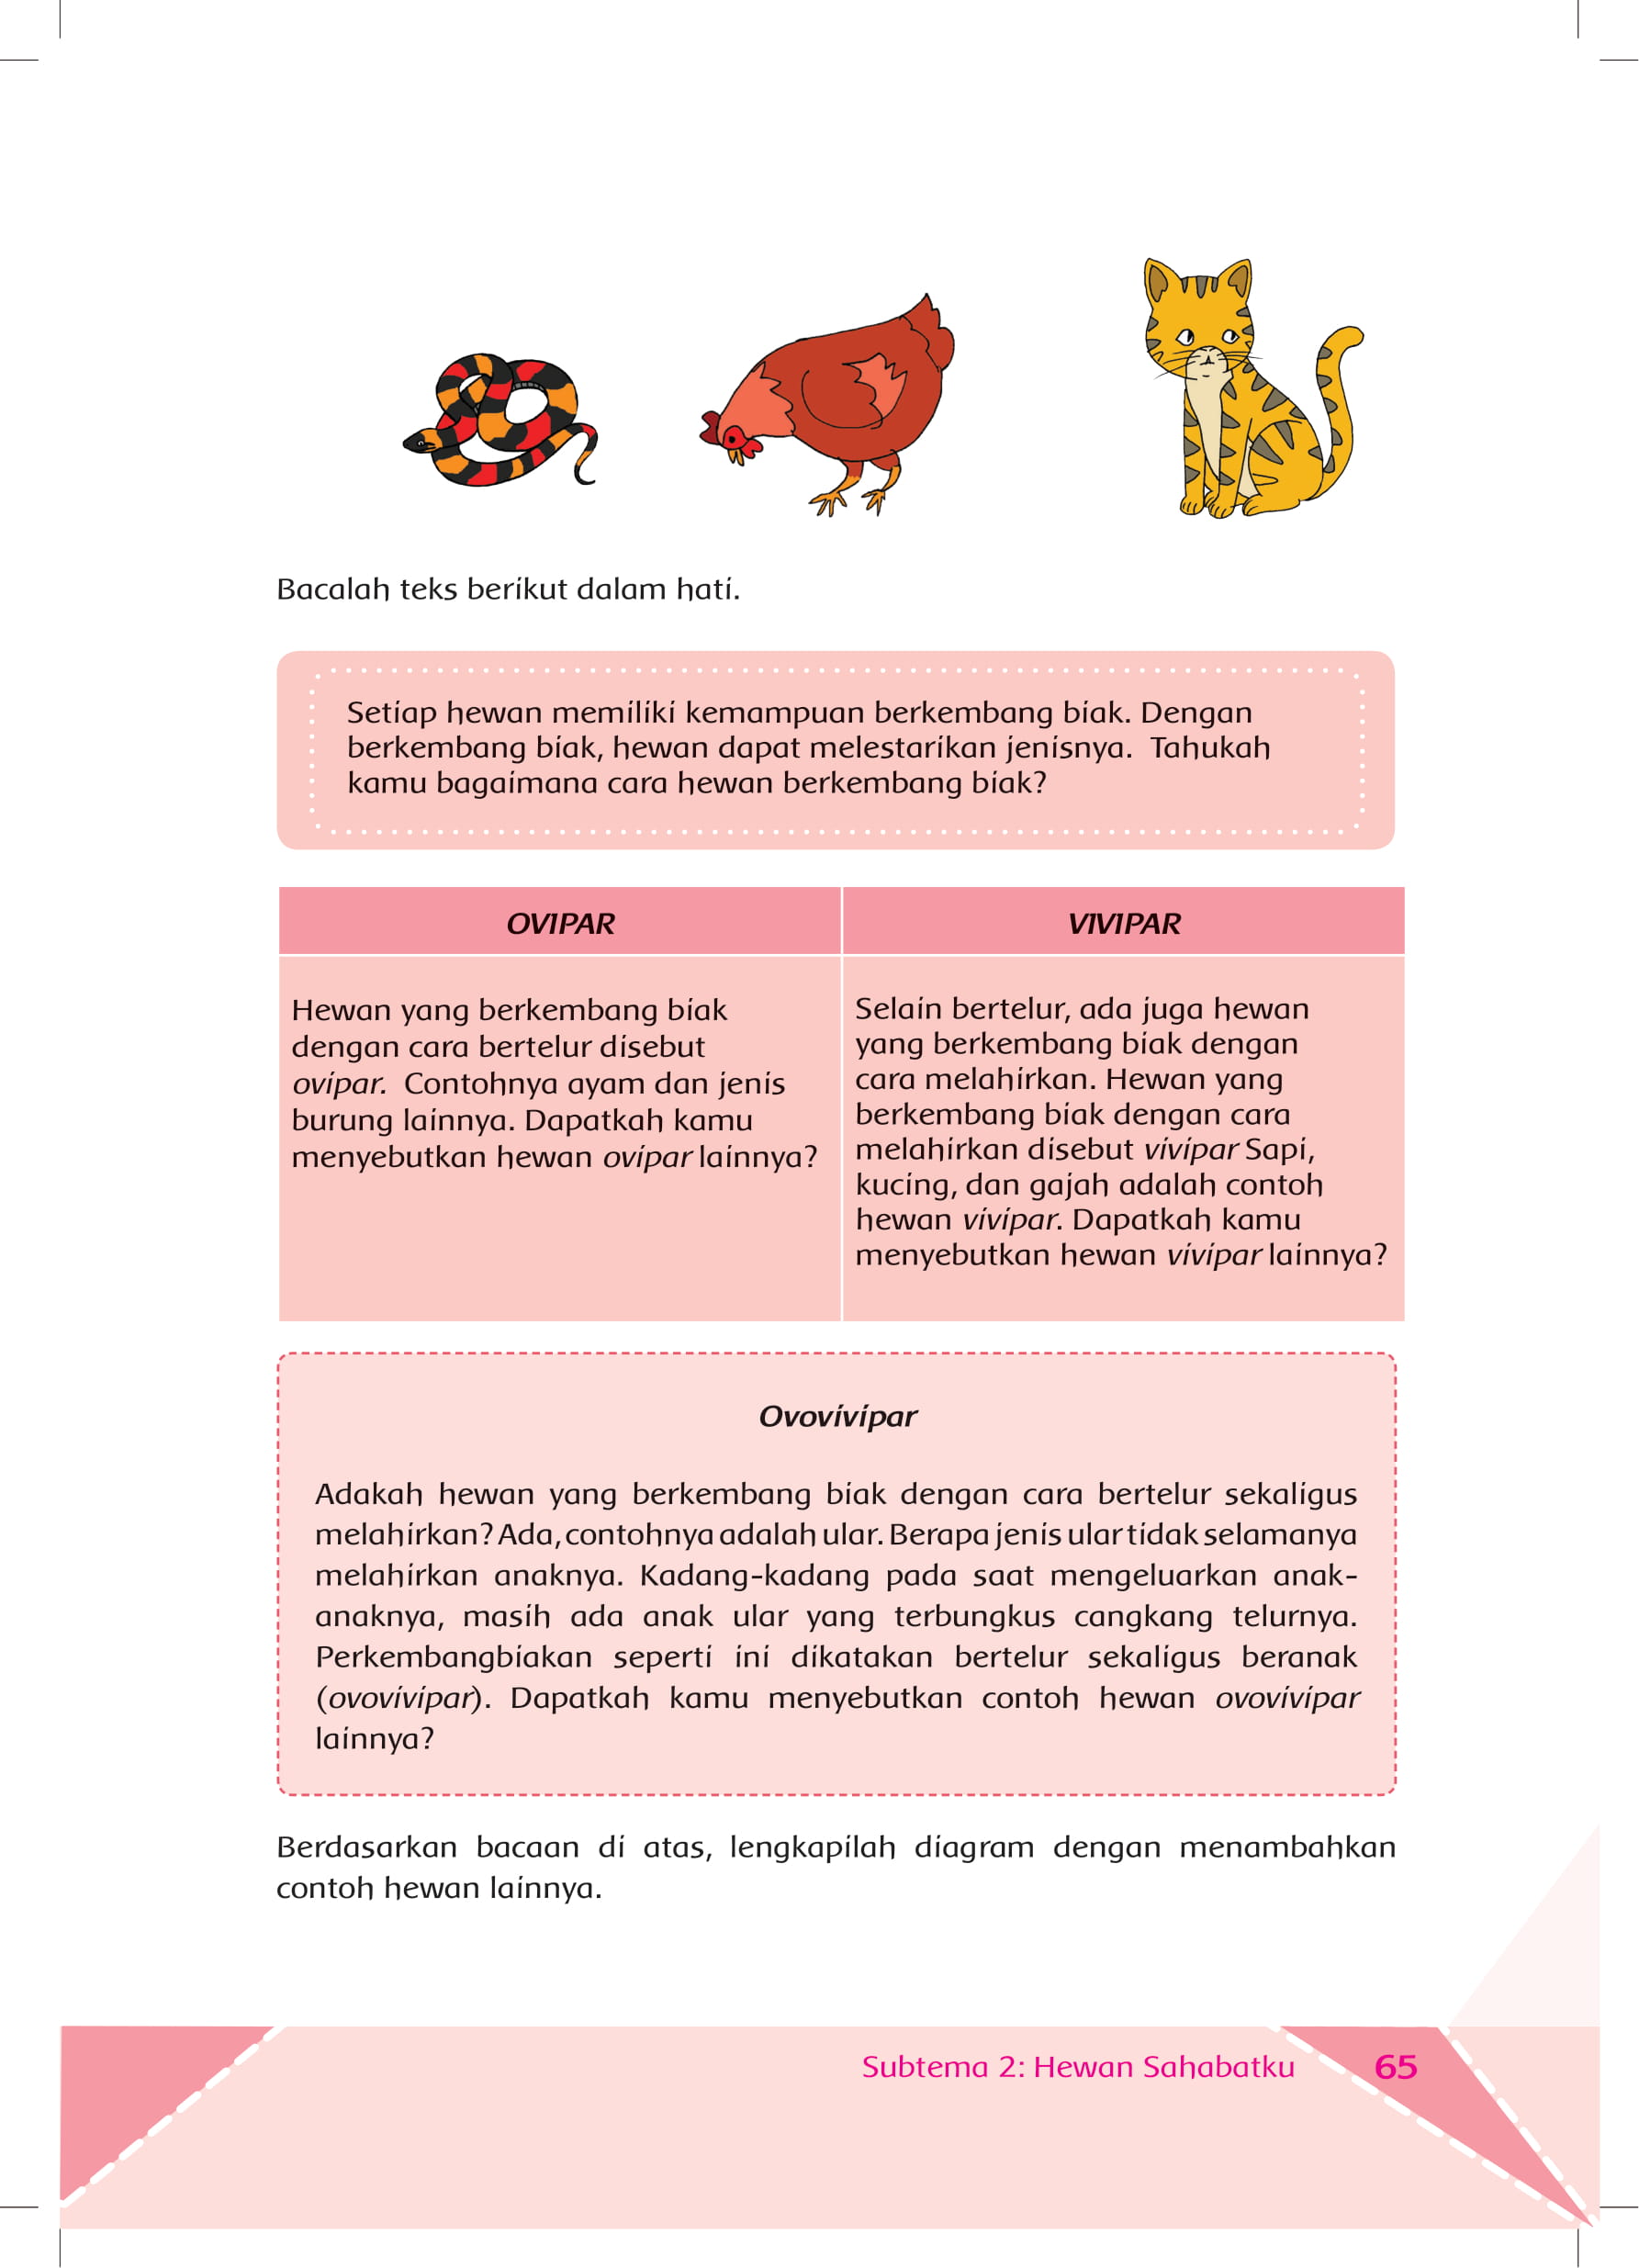 Bacalah teks berikut dalam hati.
Setiap hewan memiliki kemampuan berkembang biak. Dengan
berkembang biak, hewan dapat melestarikan jenisnya. Tahukah
kamu bagaimana cara hewan berkembang biak?
OVIPAR
Hewan yang berkembang biak
dengan cara bertelur disebut
ovipar. Contohnya ayam dan jenis
burung lainnya. Dapatkah kamu
menyebutkan hewan ovipar lainnya?
VIVIPAR
Selain bertelur, ada juga hewan
yang berkembang biak dengan
cara melahirkan. Hewan yang
berkembang biak dengan cara
melahirkan disebut vivipar Sapi,
kucing, dan gajah adalah contoh
hewan vivipar. Dapatkah kamu
menyebutkan hewan vivipar lainnya?
Ovovivipar
Adakah hewan yang berkembang biak dengan cara bertelur sekaligus
melahirkan? Ada, contohnya adalah ular. Berapa jenis ular tidak selamanya
melahirkan anaknya. Kadang-kadang pada saat mengeluarkan anak-
anaknya, masih ada anak ular yang terbungkus cangkang telurnya.
Perkembangbiakan seperti ini dikatakan bertelur sekaligus beranak
(ovovivipar). Dapatkah kamu menyebutkan contoh hewan ovovivipar
lainnya?
Berdasarkan bacaan di atas, lengkapilah diagram dengan menambahkan
contoh hewan lainnya.
Subtema 2: Hewan Sahabatku 65